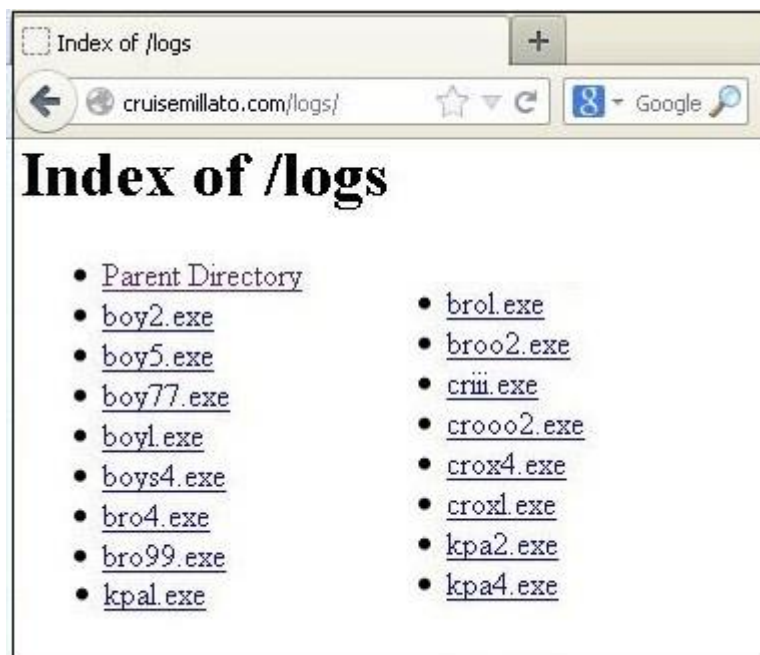 Index of /logs
cruisemillato.com/logs/
Google
Index of /logs
Parent Directory
boy2.exe
boy5.exe
boy77.exe
boyl.exe
boys4.exe
bro4.exe
bro99.exe
kpal.exe
brol.exe
broo2.exe
criii.exe
crooo2.exe
crox4.exe
croxl.exe
kpa2.exe
kpa4.exe